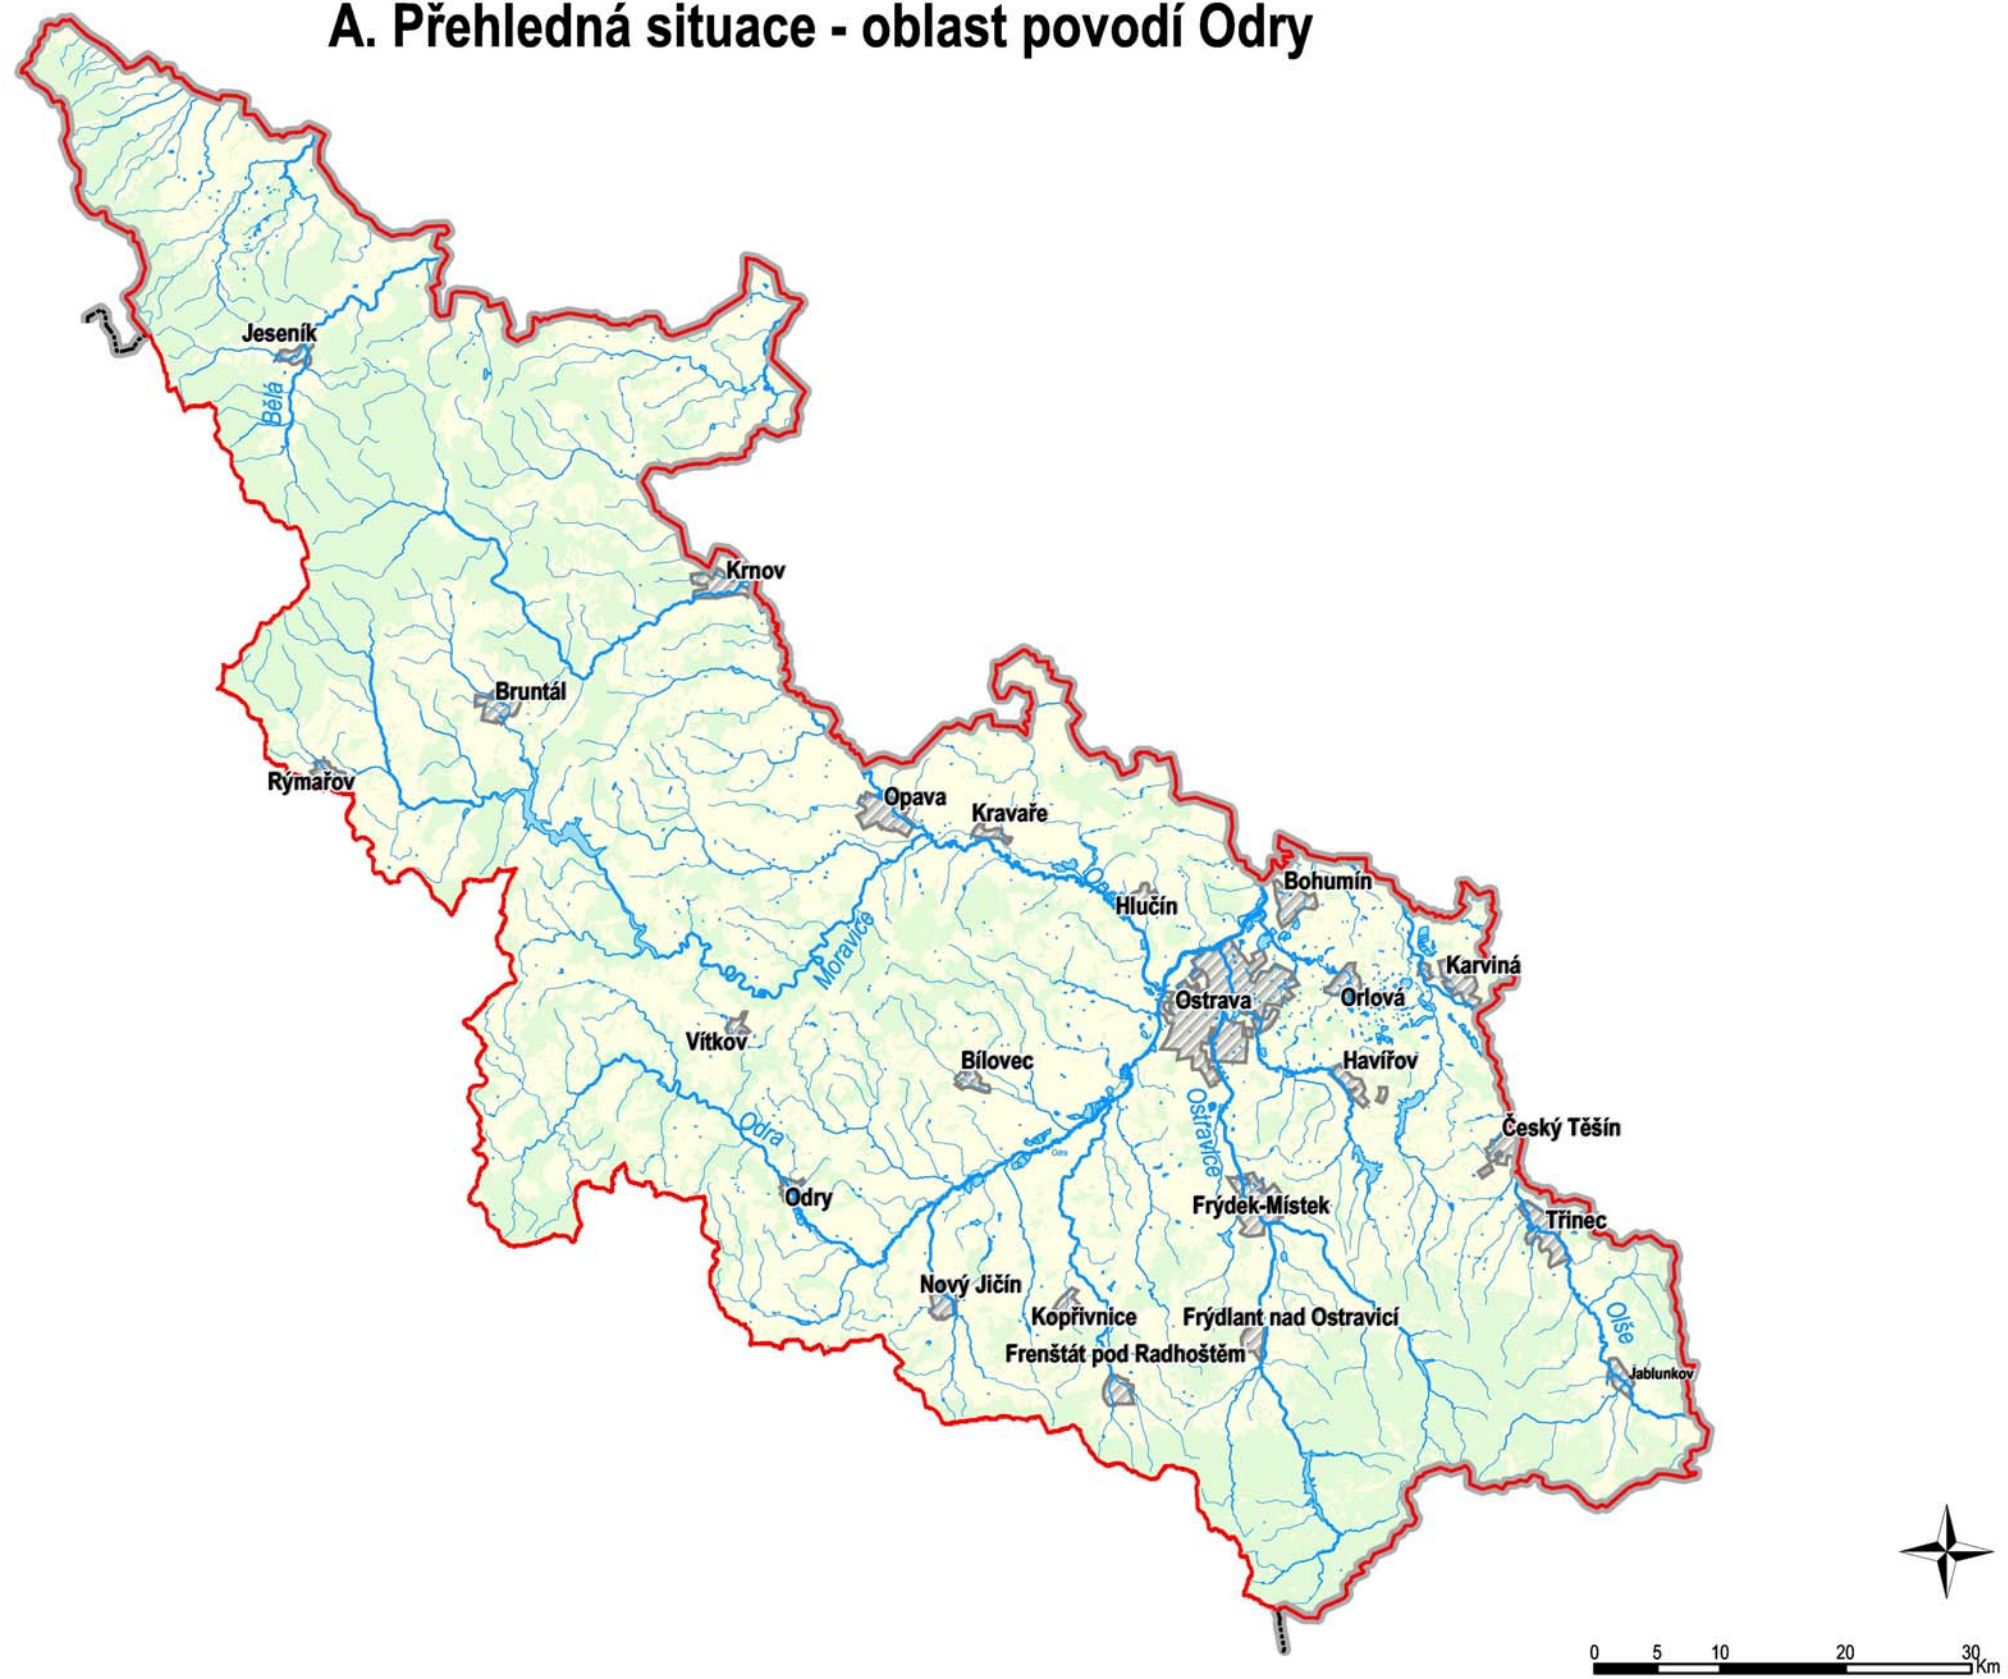 A. Přehledná situace - oblast povodí Odry
Jeseník
Bělá
Krnov
Bruntál
Rýmařov
Opava
Kravaře
Bohumín
Hlučín
Moravice
Karviná
Orlová
Ostrava
Vítkov
Bílovec
Havířov
Odra
Ostravice
Český Těšín
Odra
Odry
Frýdek-Místek
Třinec
Nový Jičín
Kopřivnice
Frýdlant nad Ostravicí
Olše
Frenštát pod Radhoštěm
Jablunkov
0 5 10 20 30
Km